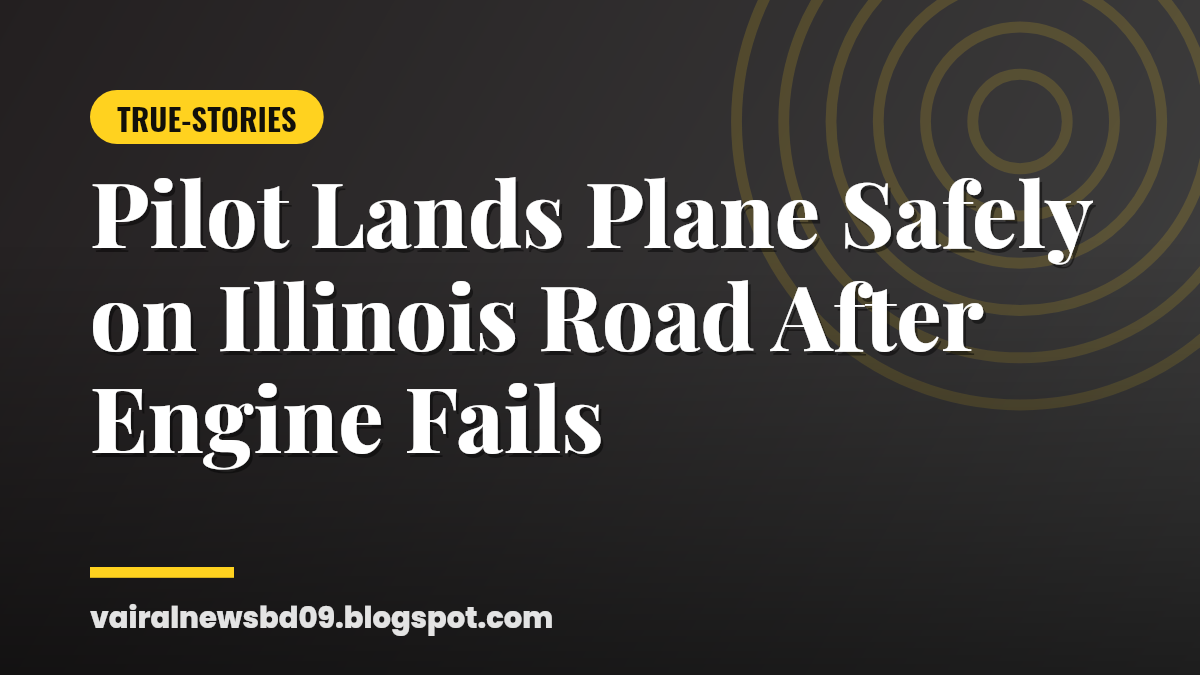 TRUE-STORIES
Pilot Lands Plane Safely
on Illinois Road After
Engine Fails
vairalnewsbd09.blogspot.com